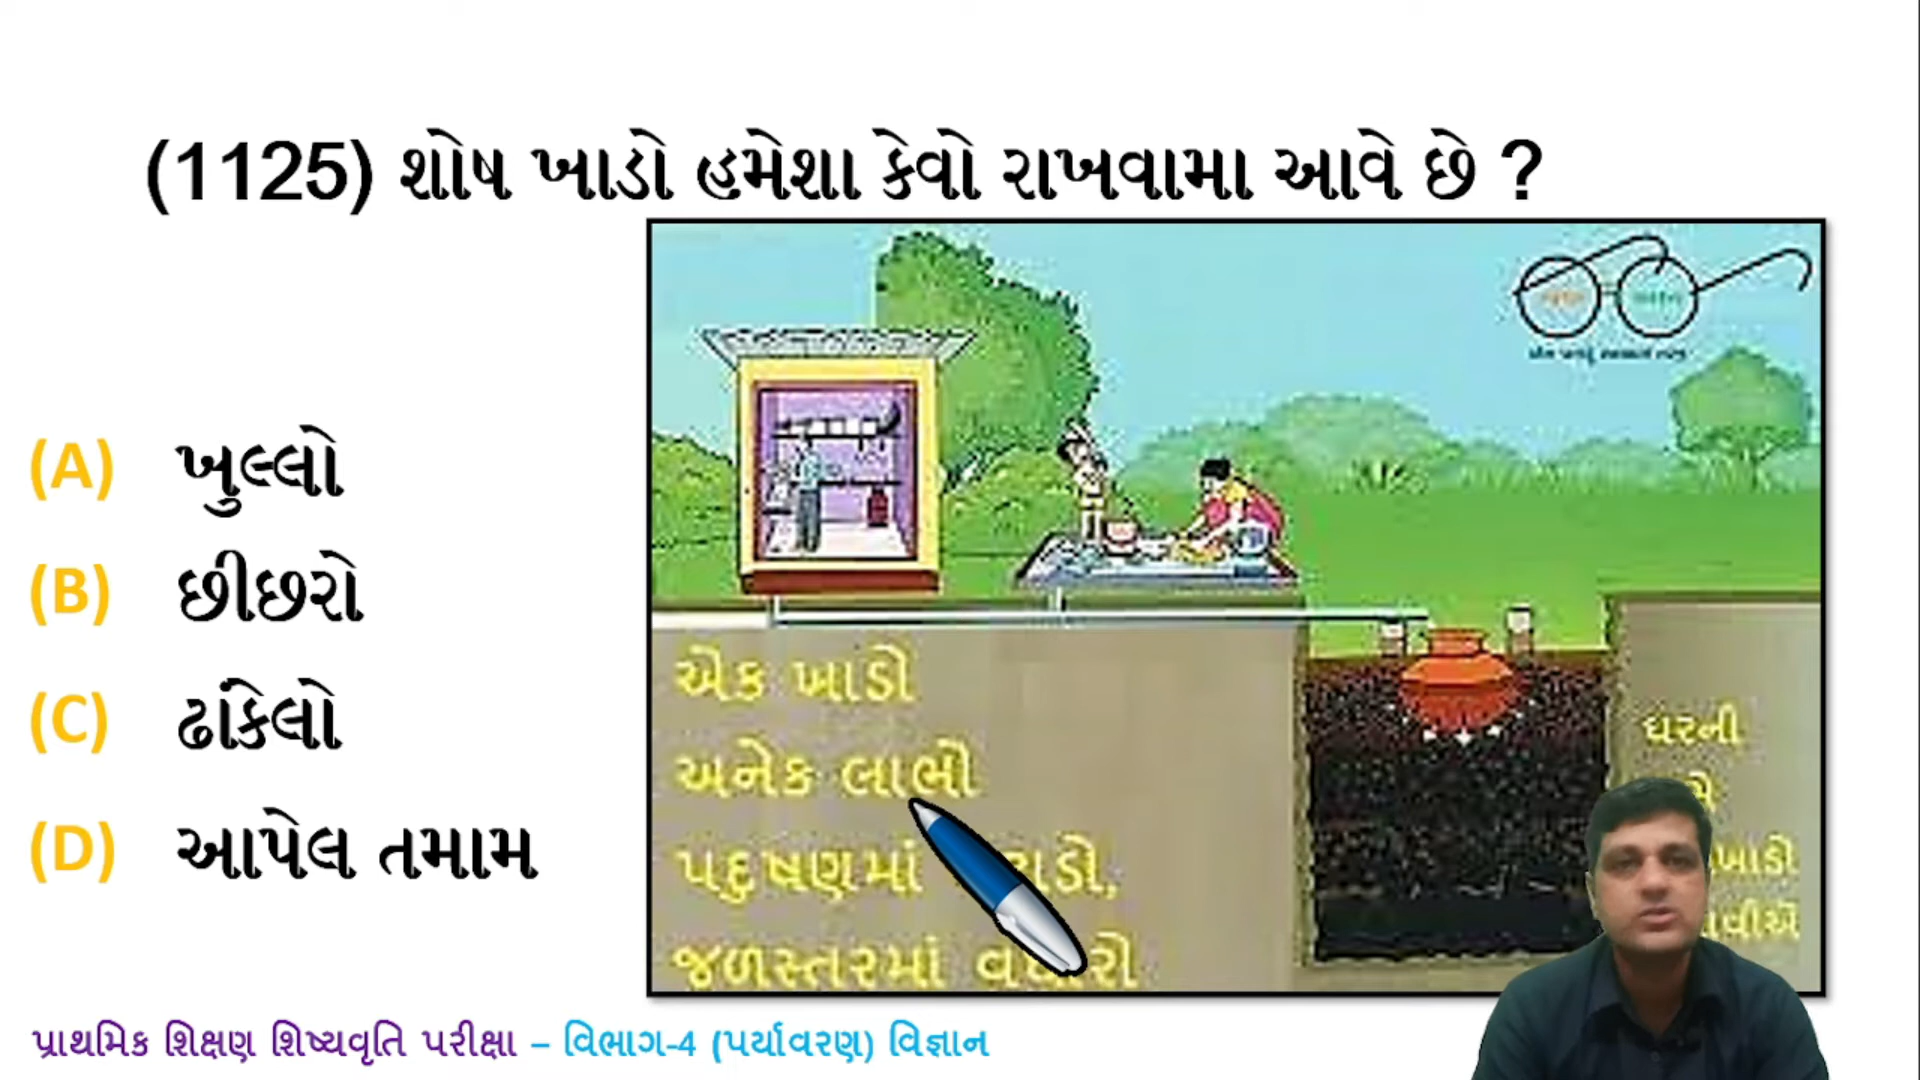 (1125) શોષ ખાડો હમેશા કેવો રાખવામા આવે છે ?
(A) ખુલ્લો
(B) છીછરો
(C) ઢાંકેલો
(D) આપેલ તમામ
એક ખાડો
અનેક લાભો
પદુષણમાં
જળસ્તરમાં
ઘરની
ખાડો
પ્રાથમિક શિક્ષણ શિષ્યવૃતિ પરીક્ષા – વિભાગ-4 (પર્યાવરણ) વિજ્ઞાન